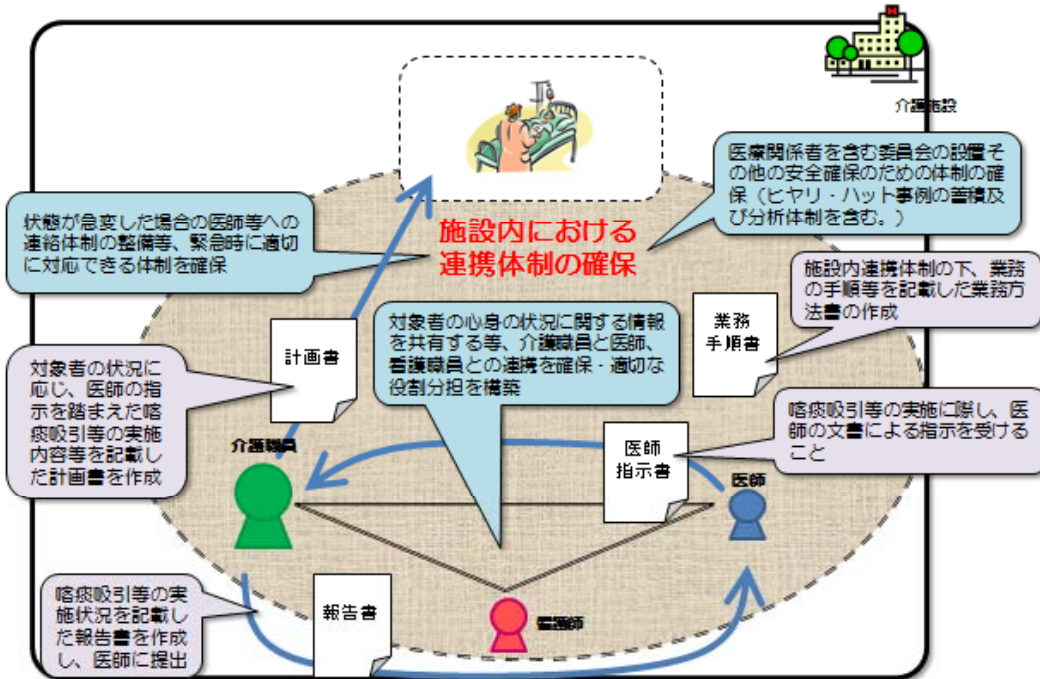 介護施設
医療関係者を含む委員会の設置そ
の他の安全確保のための体制の確
保（ヒヤリ・ハット事例の蓄積及
び分析体制を含む。）
状態が急変した場合の医師等への
連絡体制の整備等、緊急時に適切
に対応できる体制を確保
施設内における
連携体制の確保
施設内連携体制の下、業務
の手順等を記載した業務方
法書の作成
計画書
対象者の心身の状況に関する情報
を共有する等、介護職員と医師、
看護職員との連携を確保・適切な
役割分担を構築
業務
手順書
対象者の状況に
応じ、医師の指
示を踏まえた喀
痰吸引等の実施
内容等を記載し
た計画書を作成
喀痰吸引等の実施に際し、医
師の文書による指示を受ける
こと
介護職員
医師
指示書
医師
喀痰吸引等の実
施状況を記載し
た報告書を作成
し、医師に提出
報告書
看護師